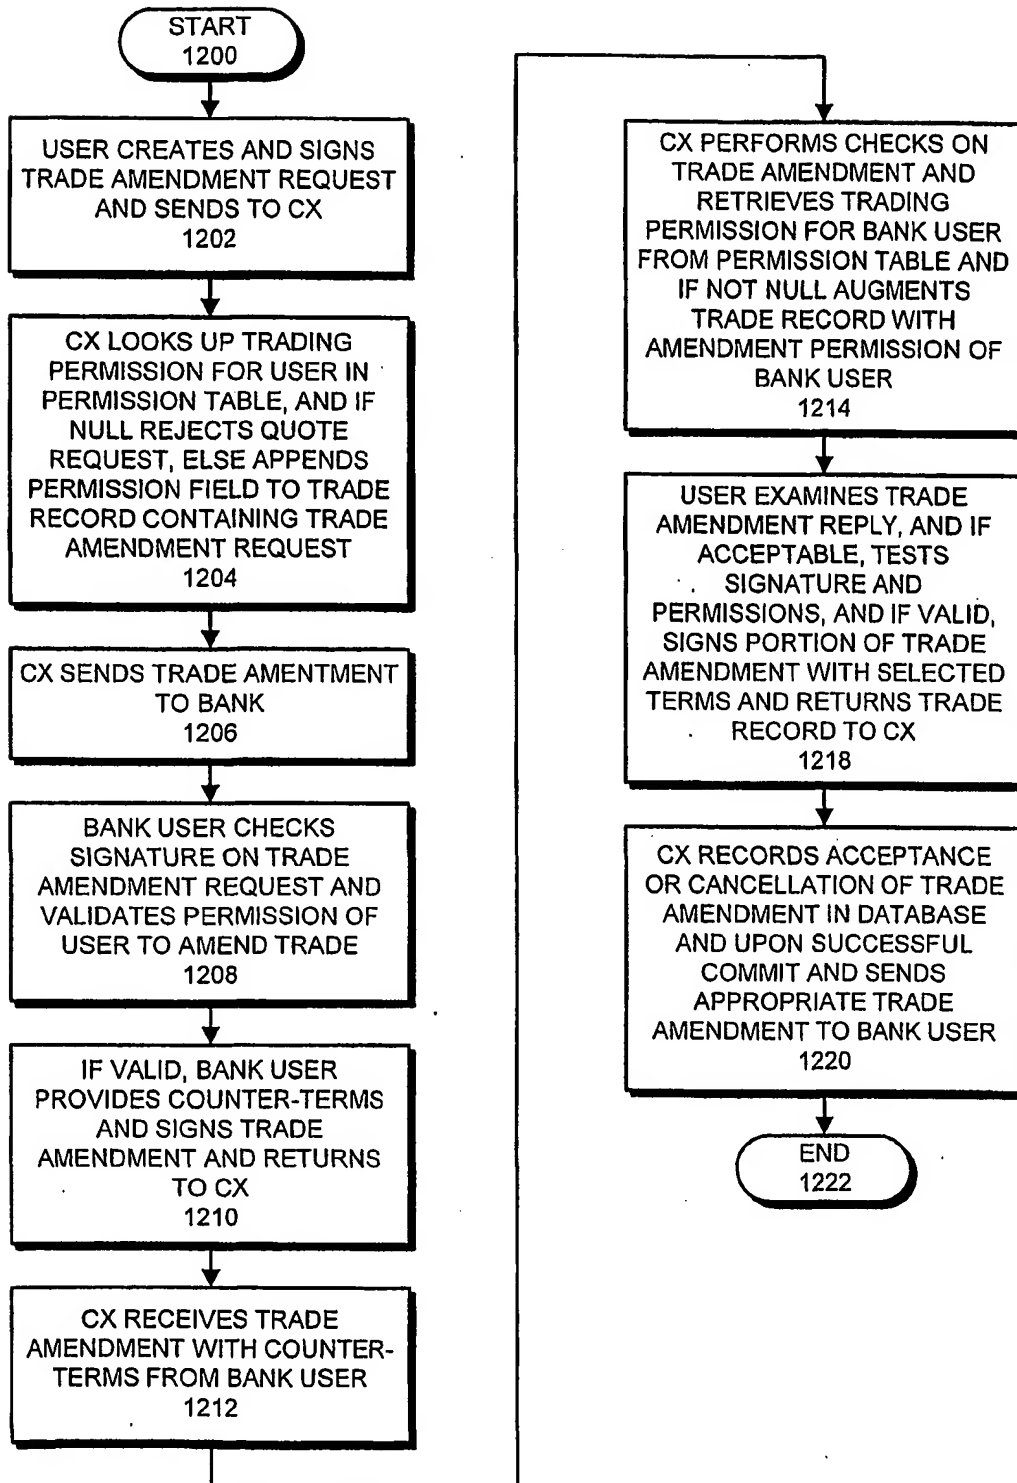 START
1200
USER CREATES AND SIGNS
TRADE AMENDMENT REQUEST
AND SENDS TO CX
1202
CX LOOKS UP TRADING
PERMISSION FOR USER IN
PERMISSION TABLE, AND IF
NULL REJECTS QUOTE
REQUEST, ELSE APPENDS
PERMISSION FIELD TO TRADE
RECORD CONTAINING TRADE
AMENDMENT REQUEST
1204
CX SENDS TRADE AMENTMENT
TO BANK
1206
BANK USER CHECKS
SIGNATURE ON TRADE
AMENDMENT REQUEST AND
VALIDATES PERMISSION OF
USER TO AMEND TRADE
1208
IF VALID, BANK USER
PROVIDES COUNTER-TERMS
AND SIGNS TRADE
AMENDMENT AND RETURNS
TO CX
1210
CX RECEIVES TRADE
AMENDMENT WITH COUNTER-
TERMS FROM BANK USER
1212
CX PERFORMS CHECKS ON
TRADE AMENDMENT AND
RETRIEVES TRADING
PERMISSION FOR BANK USER
FROM PERMISSION TABLE AND
IF NOT NULL AUGMENTS
TRADE RECORD WITH
AMENDMENT PERMISSION OF
BANK USER
1214
USER EXAMINES TRADE
AMENDMENT REPLY, AND IF
ACCEPTABLE, TESTS
SIGNATURE AND
PERMISSIONS, AND IF VALID,
SIGNS PORTION OF TRADE
AMENDMENT WITH SELECTED
TERMS AND RETURNS TRADE
RECORD TO CX
1218
CX RECORDS ACCEPTANCE
OR CANCELLATION OF TRADE
AMENDMENT IN DATABASE
AND UPON SUCCESSFUL
COMMIT AND SENDS
APPROPRIATE TRADE
AMENDMENT TO BANK USER
1220
END
1222